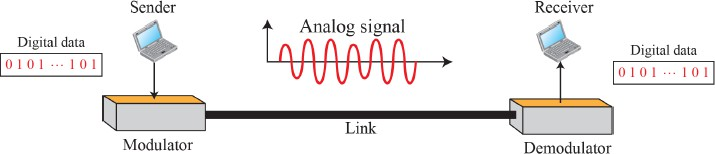 Sender
Receiver
Analog signal
Digital data
0 1 0 1 ⋯ 1 0 1
Digital data
0 1 0 1 ⋯ 1 0 1
Link
Modulator
Demodulator